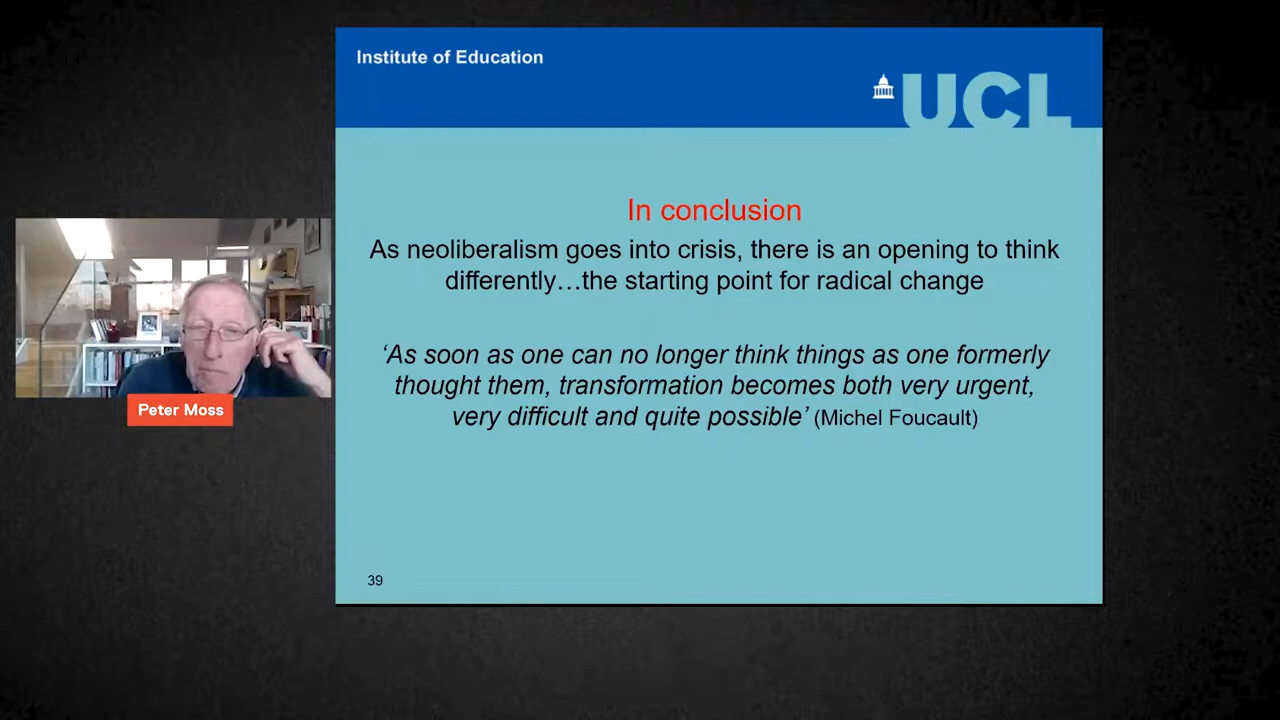 Institute of Education
UCL
In conclusion
As neoliberalism goes into crisis, there is an opening to think
differently…the starting point for radical change
‘As soon as one can no longer think things as one formerly
thought them, transformation becomes both very urgent,
very difficult and quite possible’ (Michel Foucault)
Peter Moss
39